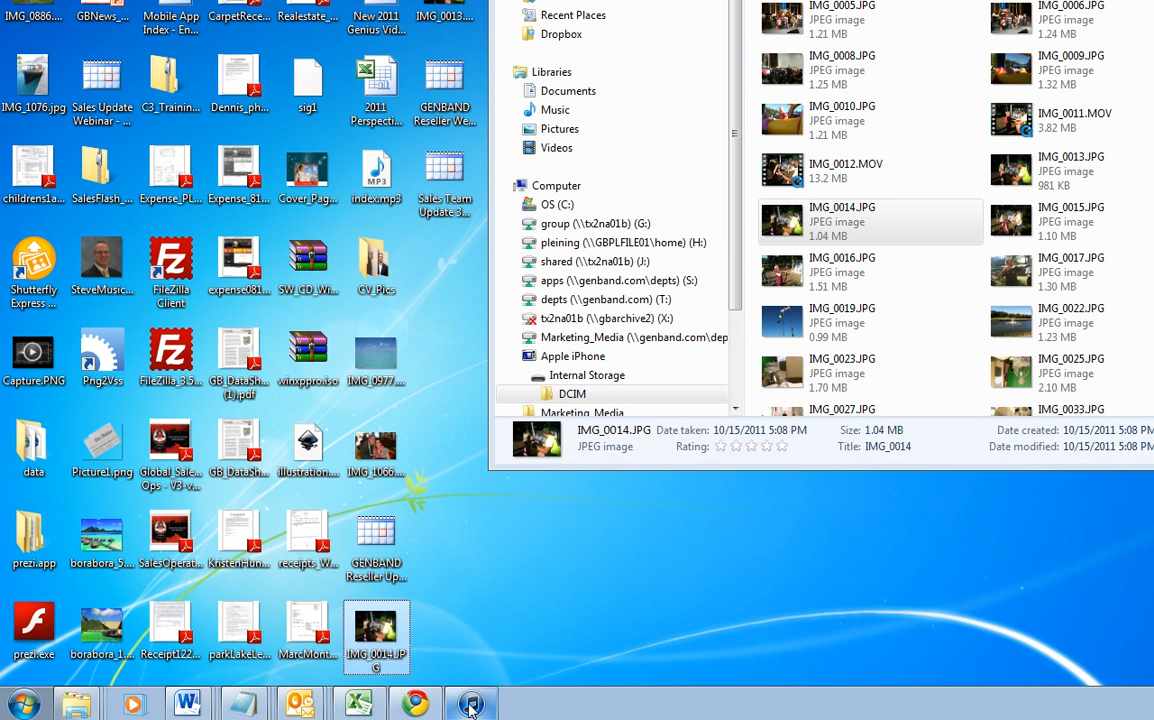 IMG_0886....
GBNews_...
Mobile App
Index - En...
CarpetRece...
Realestate_...
New 2011
Genius Vid...
IMG_0013....
IMG_1076.jpg
Sales Update
Webinar - ...
C3_Trainin...
Dennis_ph...
sig1
2011
Perspecti...
GENBAND
Reseller We...
childrens1a...
SalesFlash_...
Expense_PL...
Expense_81...
Cover_Pag...
MP3
index.mp3
Sales Team
Update 3...
Shutterfly
Express ...
SteveMusic...
FileZilla
Client
expense081...
SW_CD_Wi...
CV_Pics
Capture.PNG
Png2Vss
FileZilla_3.5...
GB_DataSh...
(1).pdf
winxppro.iso
IMG_0977....
data
Picture1.png
Global_Sale...
Ops - V3-v...
GB_DataSh...
illustration...
IMG_1066....
prezi.app
borabora_5...
SalesOperat...
KristenHun...
receipts_W...
GENBAND
Reseller Up...
prezi.exe
borabora_1...
Receipt122...
parkLakeLe...
MarcMont...
IMG_0014.JP
G
Recent Places
Dropbox
Libraries
Documents
Music
Pictures
Videos
Computer
OS (C:)
group (\\tx2na01b) (G:)
pleining (\\GBPLFILE01\home) (H:)
shared (\\tx2na01b) (J:)
apps (\\genband.com\depts) (S:)
depts (\\genband.com) (T:)
tx2na01b (\\gbarchive2) (X:)
Marketing_Media (\\genband.com\dep
Apple iPhone
Internal Storage
DCIM
Marketing_Media
IMG_0005.JPG
JPEG image
1.21 MB
IMG_0006.JPG
JPEG image
1.24 MB
IMG_0008.JPG
JPEG image
1.25 MB
IMG_0009.JPG
JPEG image
1.32 MB
IMG_0010.JPG
JPEG image
1.21 MB
IMG_0011.MOV
3.82 MB
IMG_0012.MOV
13.2 MB
IMG_0013.JPG
JPEG image
981 KB
IMG_0014.JPG
JPEG image
1.04 MB
IMG_0015.JPG
JPEG image
1.10 MB
IMG_0016.JPG
JPEG image
1.51 MB
IMG_0017.JPG
JPEG image
1.30 MB
IMG_0019.JPG
JPEG image
0.99 MB
IMG_0022.JPG
JPEG image
1.23 MB
IMG_0023.JPG
JPEG image
1.70 MB
IMG_0025.JPG
JPEG image
2.10 MB
IMG_0027.JPG
IMG_0033.JPG
IMG_0014.JPG Date taken: 10/15/2011 5:08 PM Size: 1.04 MB Date created: 10/15/2011 5:08 PM
JPEG image Rating: Title: IMG_0014 Date modified: 10/15/2011 5:08 PM